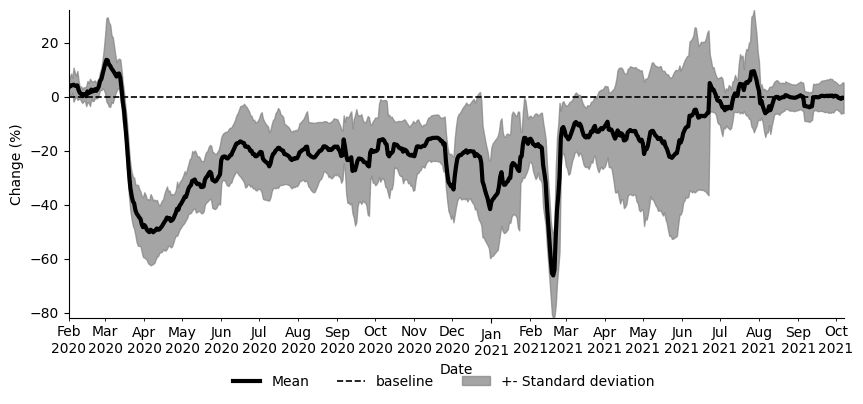 Change (%)
20
0
−20
−40
−60
−80
Feb Mar Apr May Jun Jul Aug Sep Oct Nov Dec Jan Feb Mar Apr May Jun Jul Aug Sep Oct
2020 2020 2020 2020 2020 2020 2020 2020 2020 2020 2020 2021 2021 2021 2021 2021 2021 2021 2021 2021 2021
Date
Mean baseline +- Standard deviation